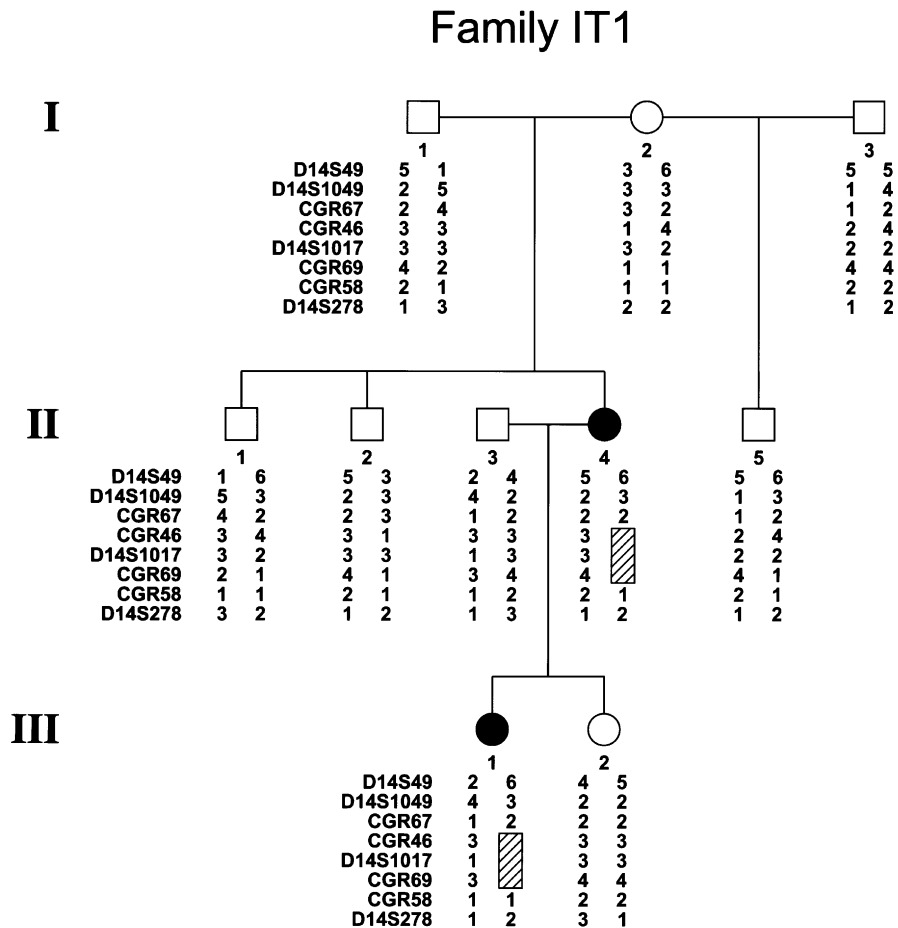 Family IT1
I
1 2 3
D14S49 5 1 3 6 5 5
D14S1049 2 5 3 3 1 4
CGR67 2 4 3 2 1 2
CGR46 3 3 1 4 2 4
D14S1017 3 3 3 2 2 2
CGR69 4 2 1 1 4 4
CGR58 2 1 1 1 2 2
D14S278 1 3 2 2 1 2
II
1 2 3 4 5
D14S49 1 6 5 3 2 4 5 6 5 6
D14S1049 5 3 2 3 4 2 2 3 1 3
CGR67 4 2 2 3 1 2 2 2 1 2
CGR46 3 4 3 1 3 3 3 2 4
D14S1017 3 2 3 3 1 3 3 2 2
CGR69 2 1 4 1 3 4 4 4 1
CGR58 1 1 2 1 1 2 2 1 2 1
D14S278 3 2 1 2 1 3 1 2 1 2
III
1 2
D14S49 2 6 4 5
D14S1049 4 3 2 2
CGR67 1 2 2 2
CGR46 3 3 3
D14S1017 1 3 3
CGR69 3 4 4
CGR58 1 1 2 2
D14S278 1 2 3 1